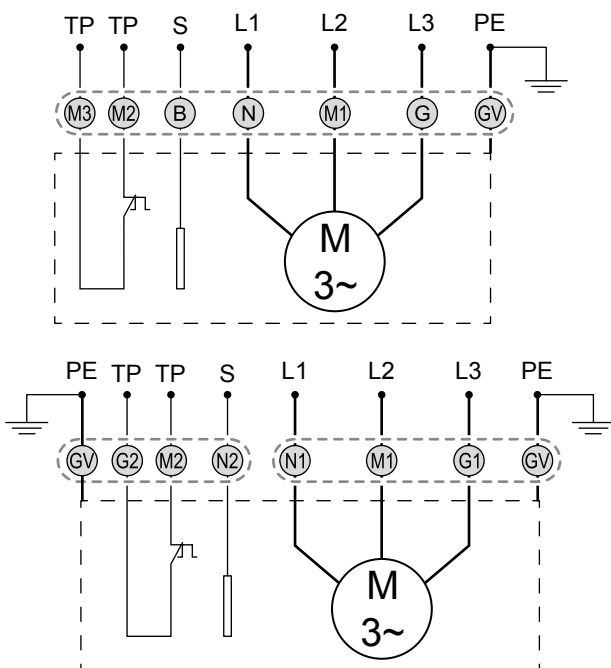 TP TP S L1 L2 L3 PE
M3 M2 B N M1 G GV
M
3~
PE TP TP S L1 L2 L3 PE
GV G2 M2 N2 N1 M1 G1 GV
M
3~